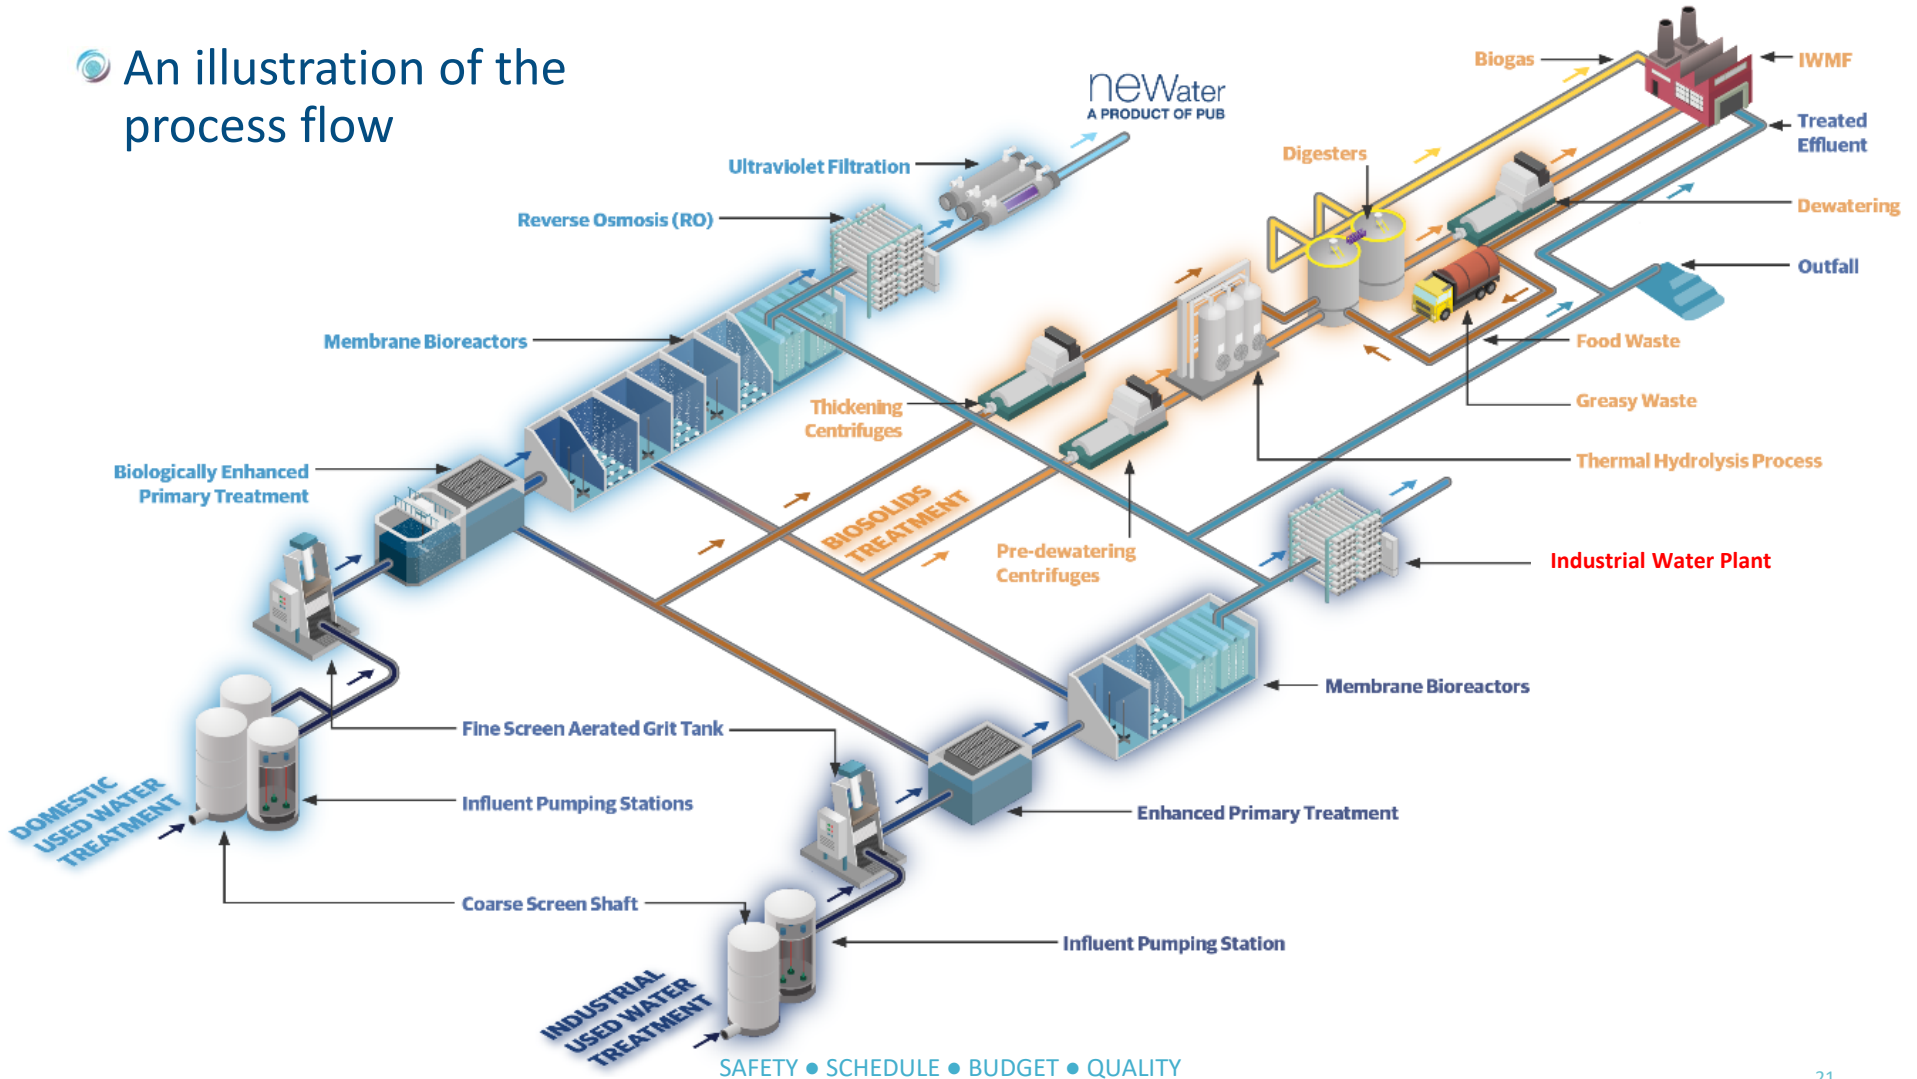 An illustration of the
process flow
neWater
A PRODUCT OF PUB
Biogas
IWMF
Treated
Effluent
Ultraviolet Filtration
Digesters
Reverse Osmosis (RO)
Dewatering
Outfall
Membrane Bioreactors
Food Waste
Thickening
Centrifuges
Greasy Waste
Biologically Enhanced
Primary Treatment
Thermal Hydrolysis Process
BIOSOLIDS
TREATMENT
Pre-dewatering
Centrifuges
Industrial Water Plant
Membrane Bioreactors
Fine Screen Aerated Grit Tank
DOMESTIC
USED WATER
TREATMENT
Influent Pumping Stations
Enhanced Primary Treatment
Coarse Screen Shaft
Influent Pumping Station
INDUSTRIAL
USED WATER
TREATMENT
SAFETY ● SCHEDULE ● BUDGET ● QUALITY
21